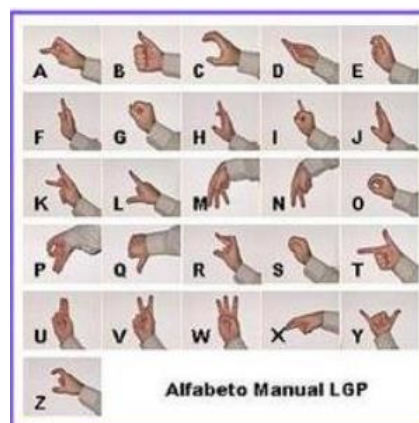 A B C D E
F G H I J
K L M N O
P Q R S T
U V W X Y
Z Alfabeto Manual LGP